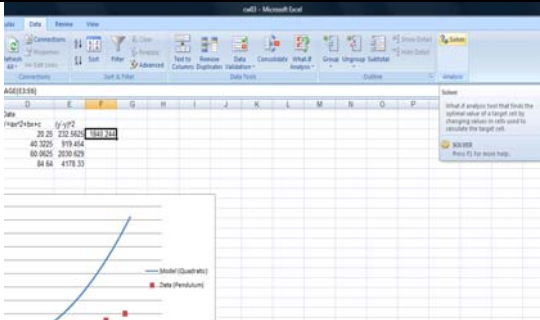 cw03 - Microsoft Excel
Data Review View
Connections
Properties
Edit Links
Connections
Sort
Filter
Clear
Reapply
Advanced
Sort & Filter
Text to Columns
Remove Duplicates
Data Validation
Consolidate
What-If Analysis
Data Tools
Group
Ungroup
Subtotal
Show Detail
Hide Detail
Outline
Solver
Analysis
AGE(E3:E6)
D E F G H I J K L M N O P
(y'-y)^2
20.25 232.5625 1840.244
40.3225 919.454
60.0625 2030.629
84.64 4178.33
Model (Quadratic)
Data (Pendulum)
Solver
What-if analysis tool that finds the
optimal value of a target cell by
changing values in cells used to
calculate the target cell.
SOLVER
Press F1 for more help.